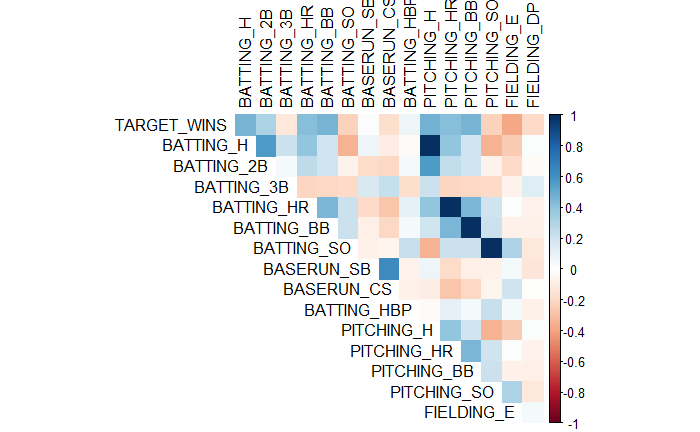 BATTING_H
BATTING_2B
BATTING_3B
BATTING_HR
BATTING_BB
BATTING_SO
BASERUN_SB
BASERUN_CS
BATTING_HBP
PITCHING_H
PITCHING_HR
PITCHING_BB
PITCHING_SO
FIELDING_E
FIELDING_DP
TARGET_WINS
BATTING_H
BATTING_2B
BATTING_3B
BATTING_HR
BATTING_BB
BATTING_SO
BASERUN_SB
BASERUN_CS
BATTING_HBP
PITCHING_H
PITCHING_HR
PITCHING_BB
PITCHING_SO
FIELDING_E
1
0.8
0.6
0.4
0.2
0
-0.2
-0.4
-0.6
-0.8
-1